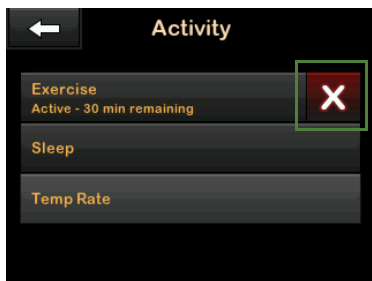 Activity
Exercise
Active - 30 min remaining
Sleep
Temp Rate